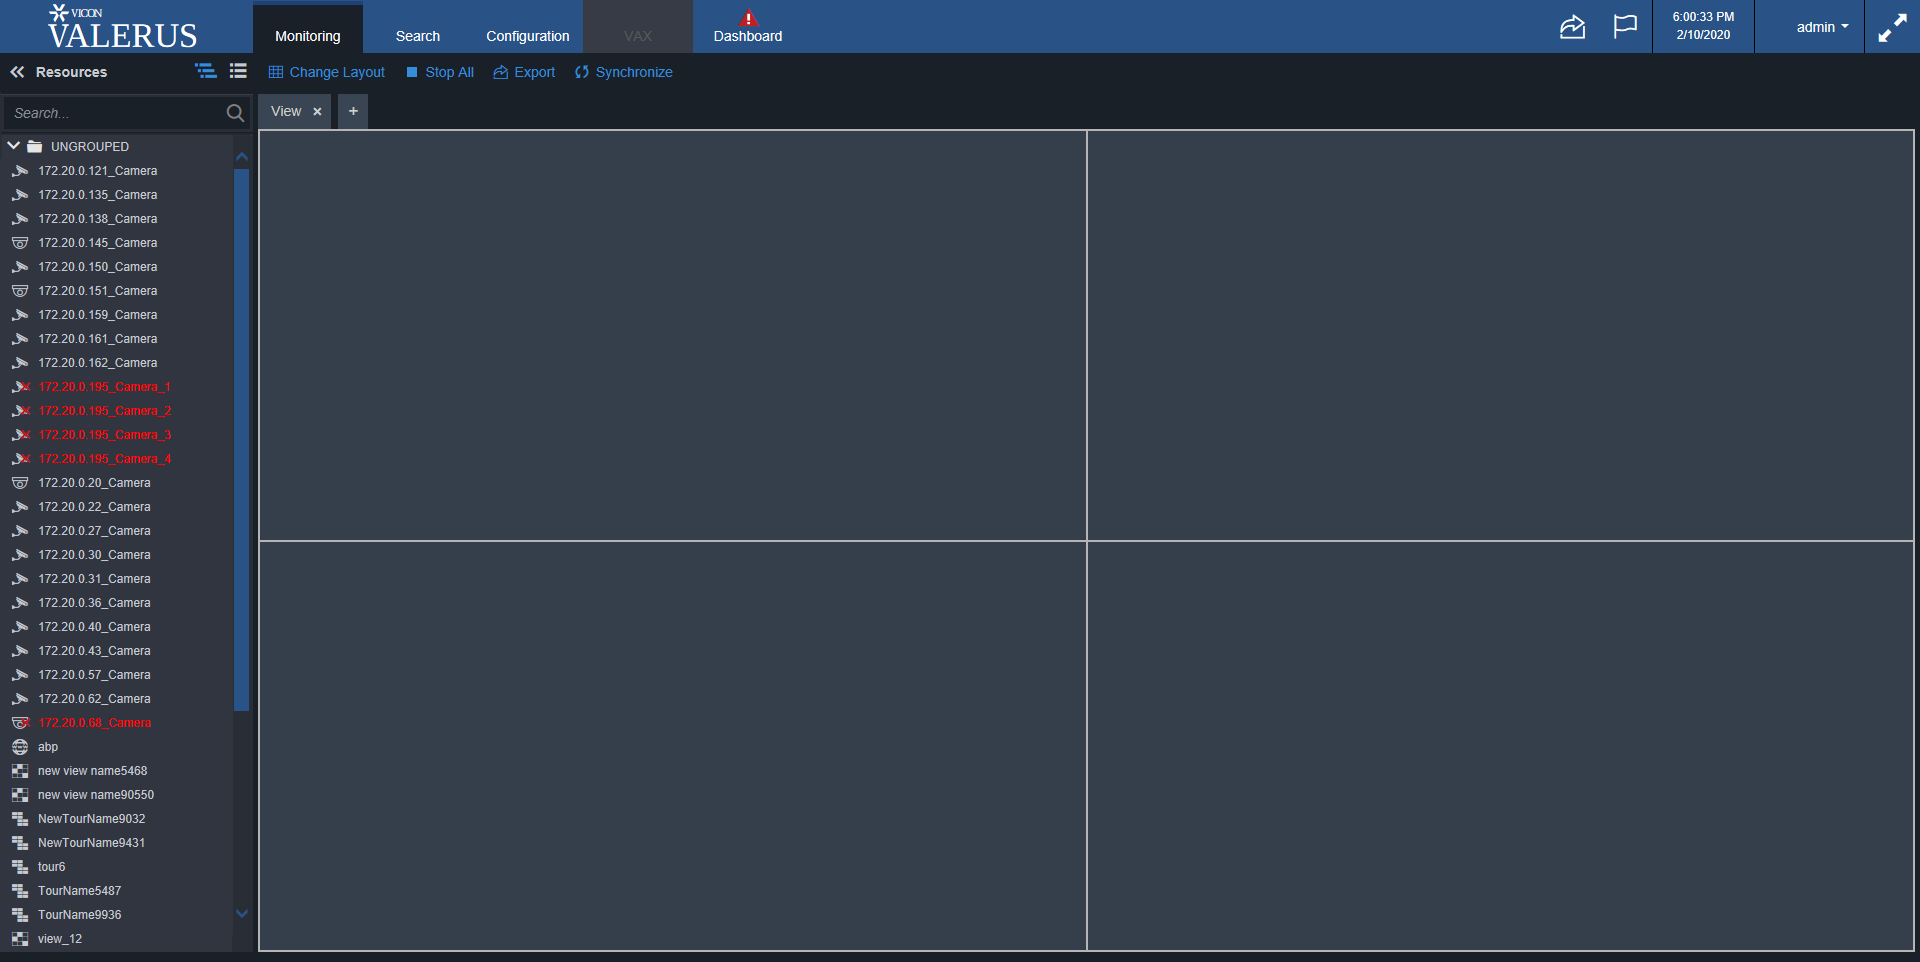 VICON
VALERUS
Monitoring
Search
Configuration
VAX
Dashboard
6:00:33 PM
2/10/2020
admin
Resources
Change Layout
Stop All
Export
Synchronize
Search...
View
UNGROUPED
172.20.0.121_Camera
172.20.0.135_Camera
172.20.0.138_Camera
172.20.0.145_Camera
172.20.0.150_Camera
172.20.0.151_Camera
172.20.0.159_Camera
172.20.0.161_Camera
172.20.0.162_Camera
172.20.0.195_Camera_1
172.20.0.195_Camera_2
172.20.0.195_Camera_3
172.20.0.195_Camera_4
172.20.0.20_Camera
172.20.0.22_Camera
172.20.0.27_Camera
172.20.0.30_Camera
172.20.0.31_Camera
172.20.0.36_Camera
172.20.0.40_Camera
172.20.0.43_Camera
172.20.0.57_Camera
172.20.0.62_Camera
172.20.0.68_Camera
abp
new view name5468
new view name90550
NewTourName9032
NewTourName9431
tour6
TourName5487
TourName9936
view_12